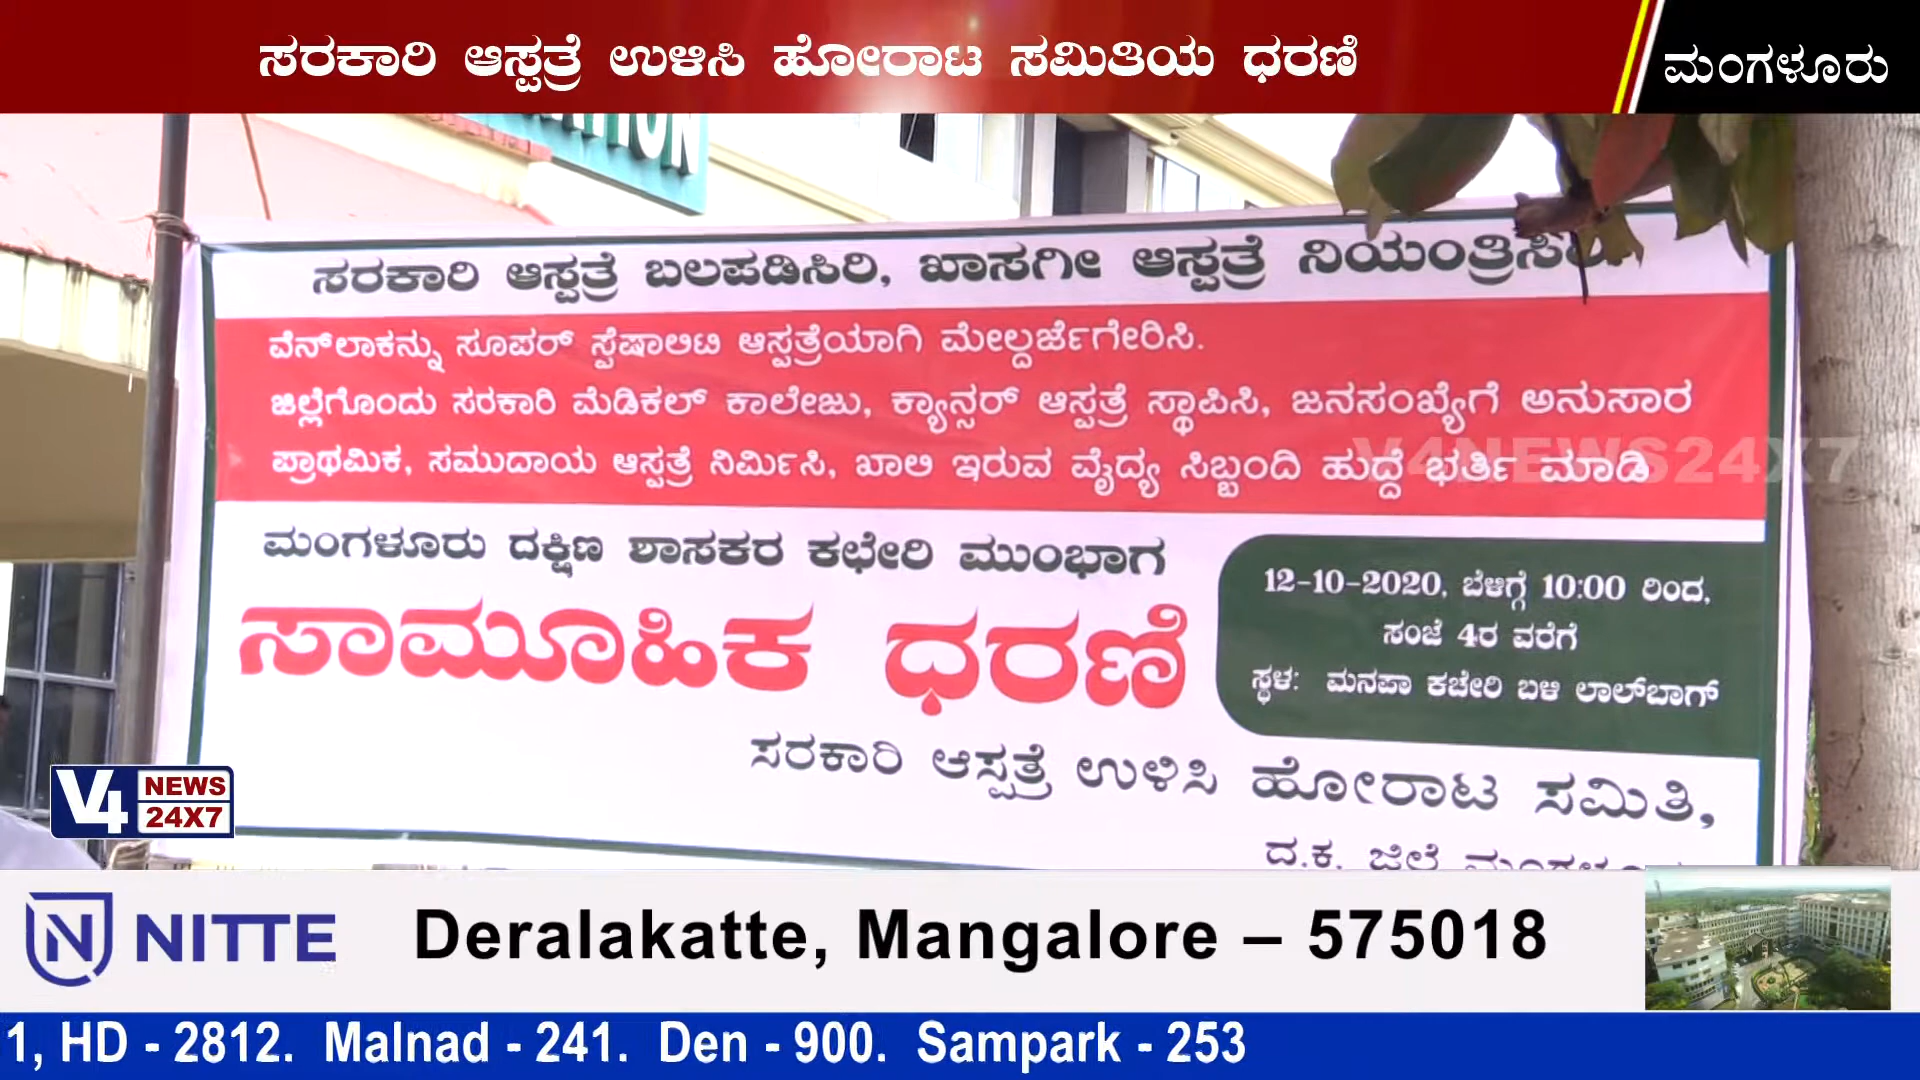 ಸರಕಾರಿ ಆಸ್ಪತ್ರೆ ಉಳಿಸಿ ಹೋರಾಟ ಸಮಿತಿಯ ಧರಣಿ
ಮಂಗಳೂರು
ಸರಕಾರಿ ಆಸ್ಪತ್ರೆ ಬಲಪಡಿಸಿರಿ, ಖಾಸಗೀ ಆಸ್ಪತ್ರೆ
ವೆನ್‌ಲಾಕನ್ನು ಸೂಪರ್ ಸ್ಪೆಷಾಲಿಟಿ ಆಸ್ಪತ್ರೆಯಾಗಿ ಮೇಲ್ದರ್ಜೆಗೇರಿಸಿ.
ಜಿಲ್ಲೆಗೊಂದು ಸರಕಾರಿ ಮೆಡಿಕಲ್ ಕಾಲೇಜು, ಕ್ಯಾನ್ಸರ್ ಆಸ್ಪತ್ರೆ ಸ್ಥಾಪಿಸಿ, ಜನಸಂಖ್ಯೆಗೆ ಅನುಸಾರ
ಪ್ರಾಥಮಿಕ, ಸಮುದಾಯ ಆಸ್ಪತ್ರೆ ನಿರ್ಮಿಸಿ, ಖಾಲಿ ಇರುವ ವೈದ್ಯ ಸಿಬ್ಬಂದಿ ಹುದ್ದೆ ಭರ್ತಿ ಮಾಡಿ
V4NEWS24X7
ಮಂಗಳೂರು ದಕ್ಷಿಣ ಶಾಸಕರ ಕಛೇರಿ ಮುಂಭಾಗ
ಸಾಮೂಹಿಕ ಧರಣಿ
12-10-2020, ಬೆಳಿಗ್ಗೆ 10:00 ರಿಂದ,
ಸಂಜೆ 4ರ ವರೆಗೆ
ಸ್ಥಳ: ಮನಪಾ ಕಚೇರಿ ಬಳಿ ಲಾಲ್‌ಬಾಗ್
ಸರಕಾರಿ ಆಸ್ಪತ್ರೆ ಉಳಿಸಿ ಹೋರಾಟ ಸಮಿತಿ,
ದ.ಕ. ಜಿಲ್ಲೆ
V4 NEWS 24X7
NITTE
Deralakatte, Mangalore – 575018
1, HD - 2812. Malnad - 241. Den - 900. Sampark - 253